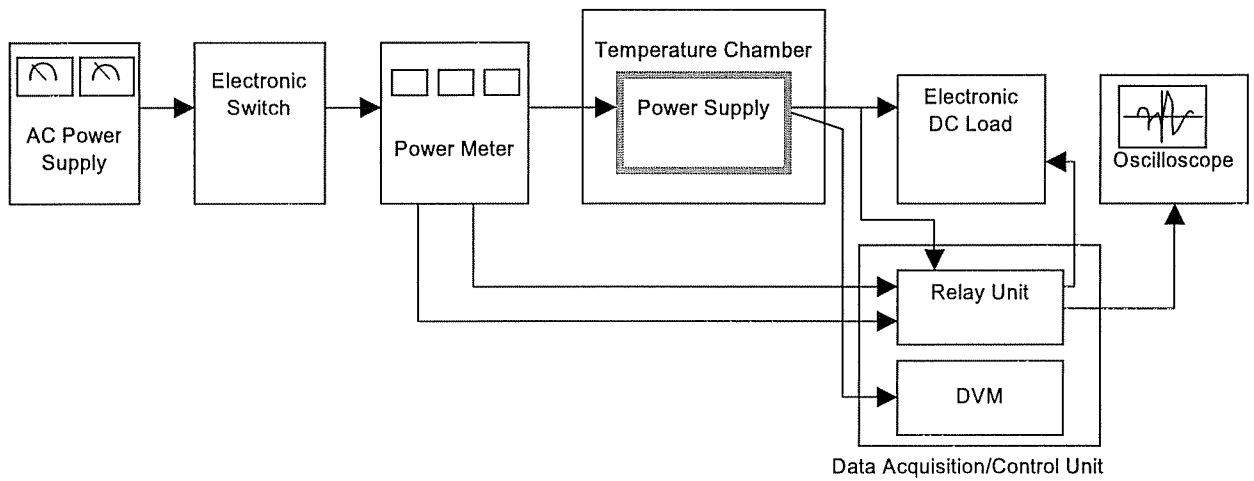 AC Power
Supply
Electronic
Switch
Power Meter
Temperature Chamber
Power Supply
Electronic
DC Load
Oscilloscope
Relay Unit
DVM
Data Acquisition/Control Unit